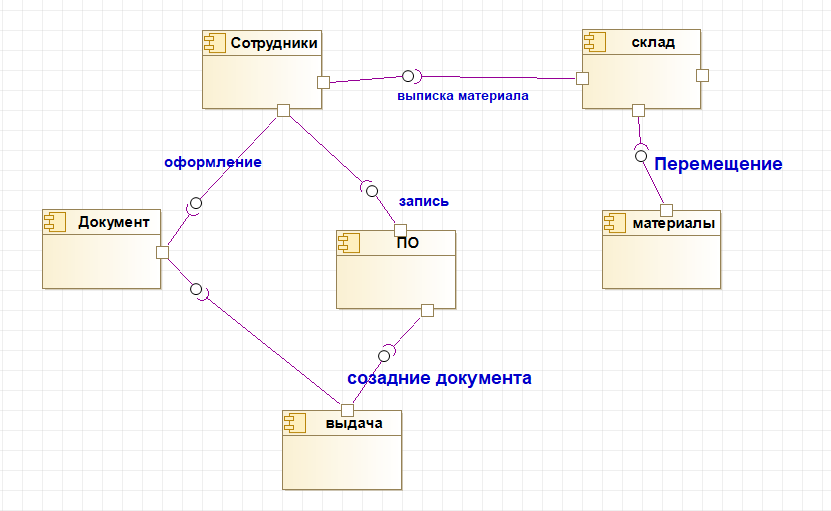 Сотрудники
склад
выписка материала
оформление
Перемещение
запись
Документ
материалы
ПО
созадние документа
выдача